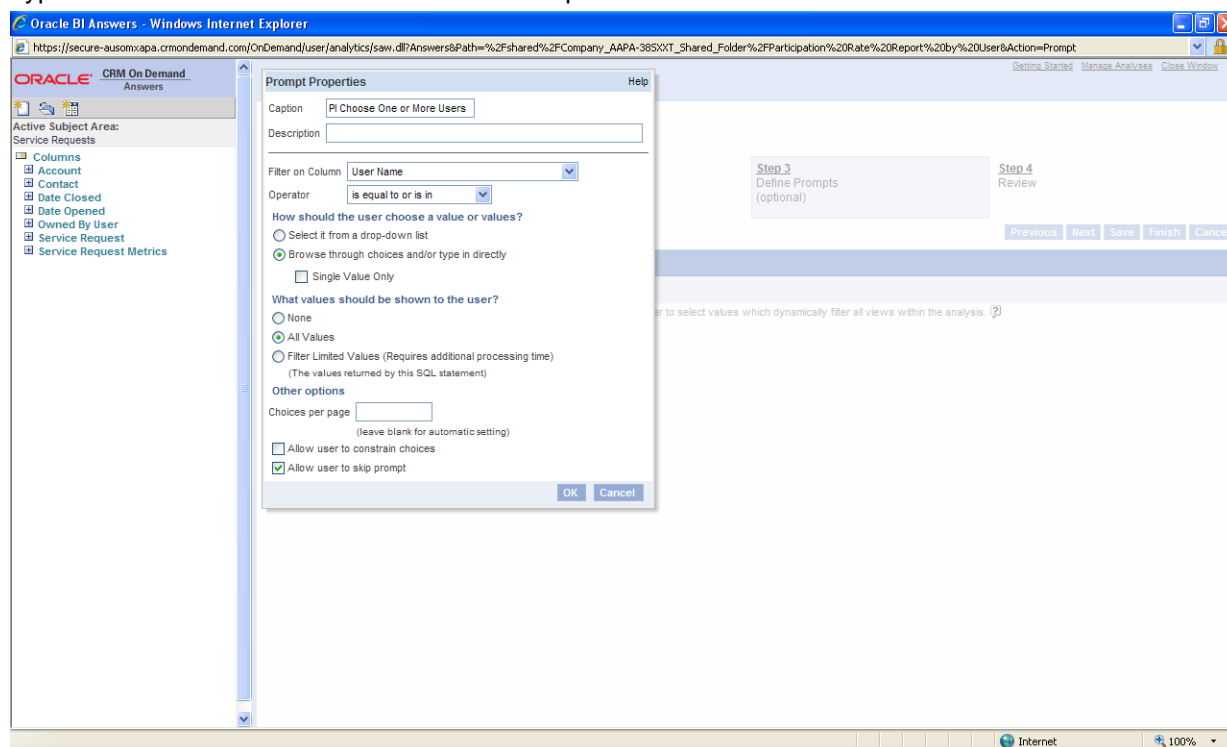 Oracle BI Answers - Windows Internet Explorer
https://secure-ausomxapa.crmondemand.com/OnDemand/user/analytics/saw.dll?Answers&Path=%2Fshared%2FCompany_AAPA-385XXT_Shared_Folder%2FParticipation%20Rate%20Report%20by%20User&Action=Prompt
ORACLE CRM On Demand
Answers
Getting Started Manage Analyses Close Window
Active Subject Area:
Service Requests
Columns
Account
Contact
Date Closed
Date Opened
Owned By User
Service Request
Service Request Metrics
Prompt Properties Help
Caption Pl Choose One or More Users
Description
Filter on Column User Name
Operator is equal to or is in
How should the user choose a value or values?
Select it from a drop-down list
Browse through choices and/or type in directly
Single Value Only
What values should be shown to the user?
None
All Values
Filter Limited Values (Requires additional processing time)
(The values returned by this SQL statement)
Other options
Choices per page
(leave blank for automatic setting)
Allow user to constrain choices
Allow user to skip prompt
OK Cancel
Step 3
Define Prompts
(optional)
Step 4
Review
Previous Next Save Finish Cance
er to select values which dynamically filter all views within the analysis.
Internet 100%